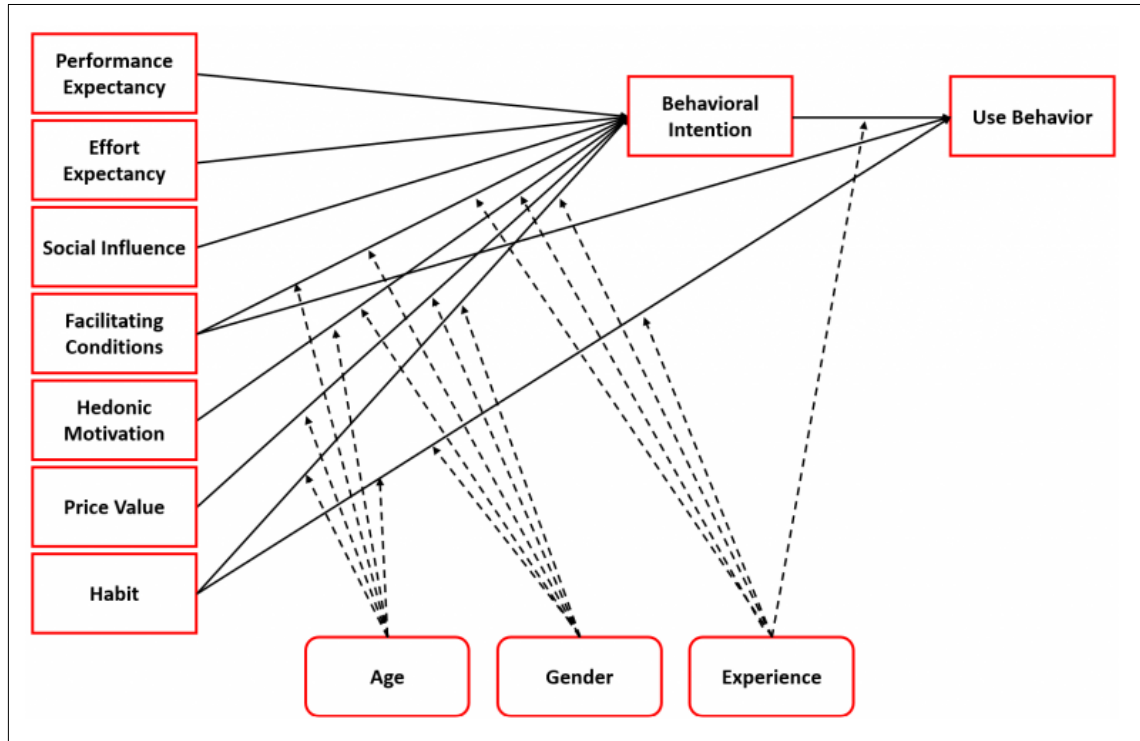 Performance
Expectancy
Effort
Expectancy
Social Influence
Facilitating
Conditions
Hedonic
Motivation
Price Value
Habit
Behavioral
Intention
Use Behavior
Age
Gender
Experience